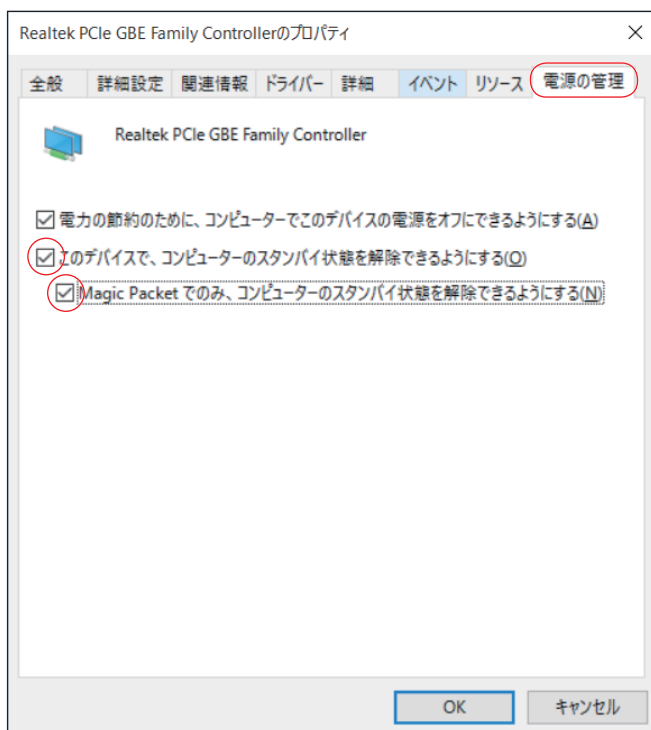 Realtek PCIe GBE Family Controllerのプロパティ
全般 詳細設定 関連情報 ドライバー 詳細 イベント リソース 電源の管理
Realtek PCIe GBE Family Controller
電力の節約のために、コンピューターでこのデバイスの電源をオフにできるようにする(A)
このデバイスで、コンピューターのスタンバイ状態を解除できるようにする(O)
Magic Packet でのみ、コンピューターのスタンバイ状態を解除できるようにする(N)
OK キャンセル